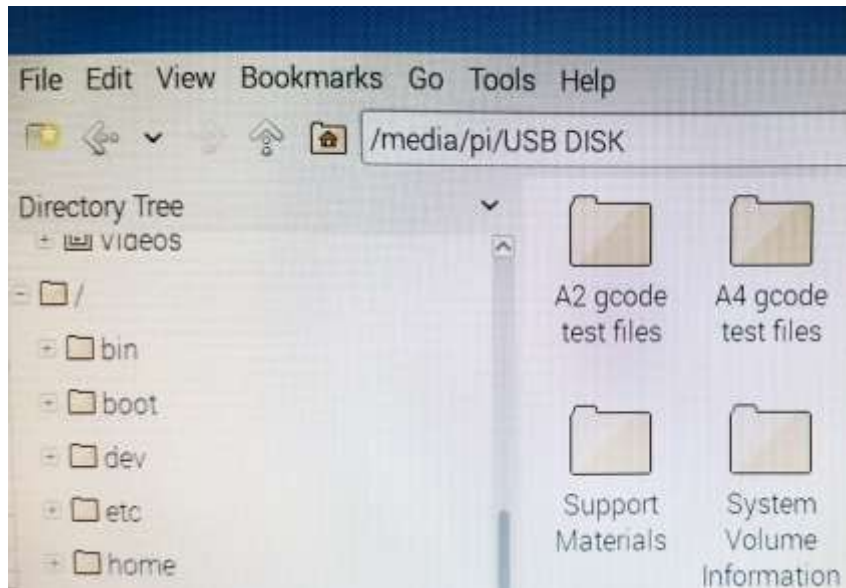 File Edit View Bookmarks Go Tools Help
/media/pi/USB DISK
Directory Tree
Videos
/
bin
boot
dev
etc
home
A2 gcode
test files
A4 gcode
test files
Support
Materials
System
Volume
Information